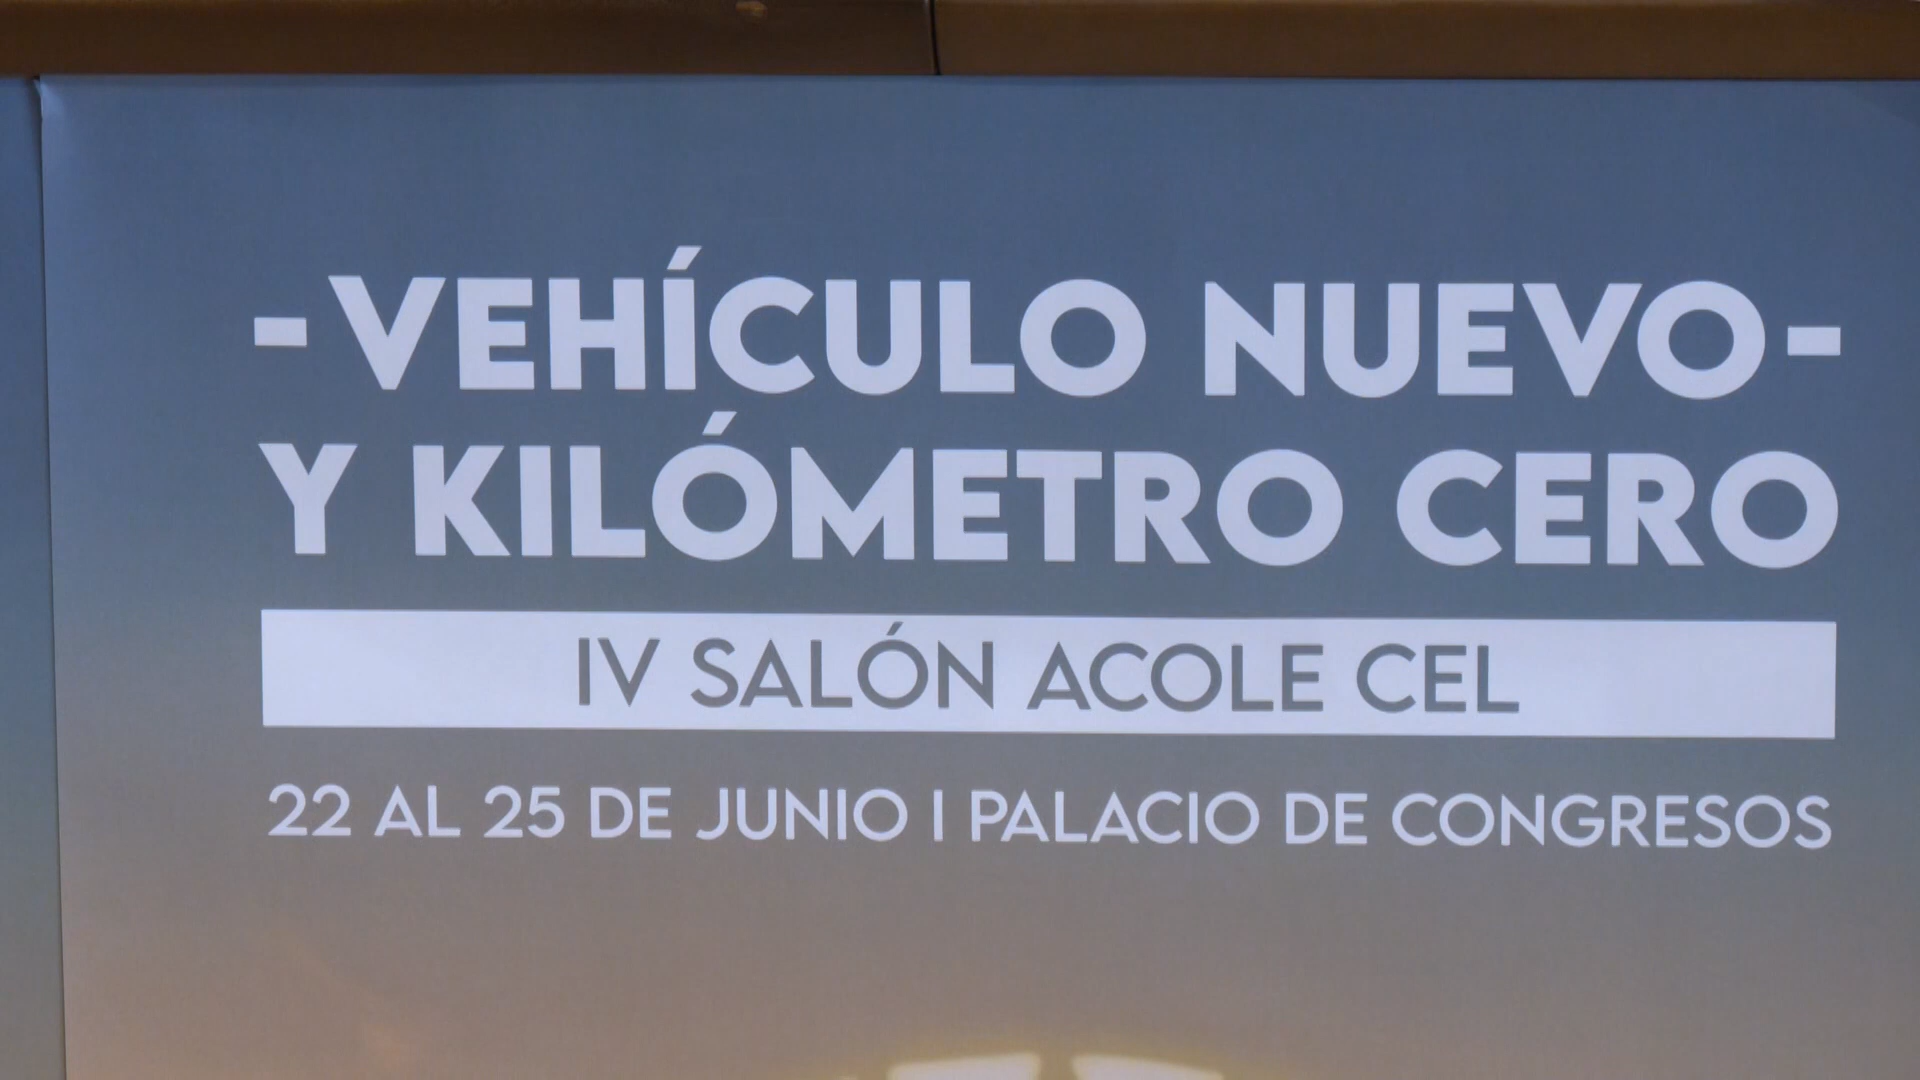 -VEHÍCULO NUEVO-
Y KILÓMETRO CERO
IV SALÓN ACOLE CEL
22 AL 25 DE JUNIO | PALACIO DE CONGRESOS